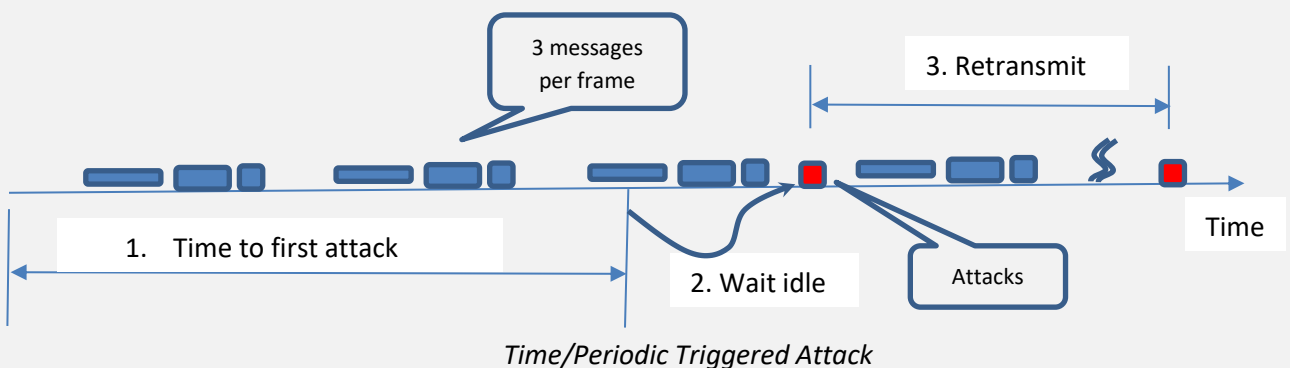 3 messages
per frame
3. Retransmit
1. Time to first attack
2. Wait idle
Attacks
Time
Time/Periodic Triggered Attack